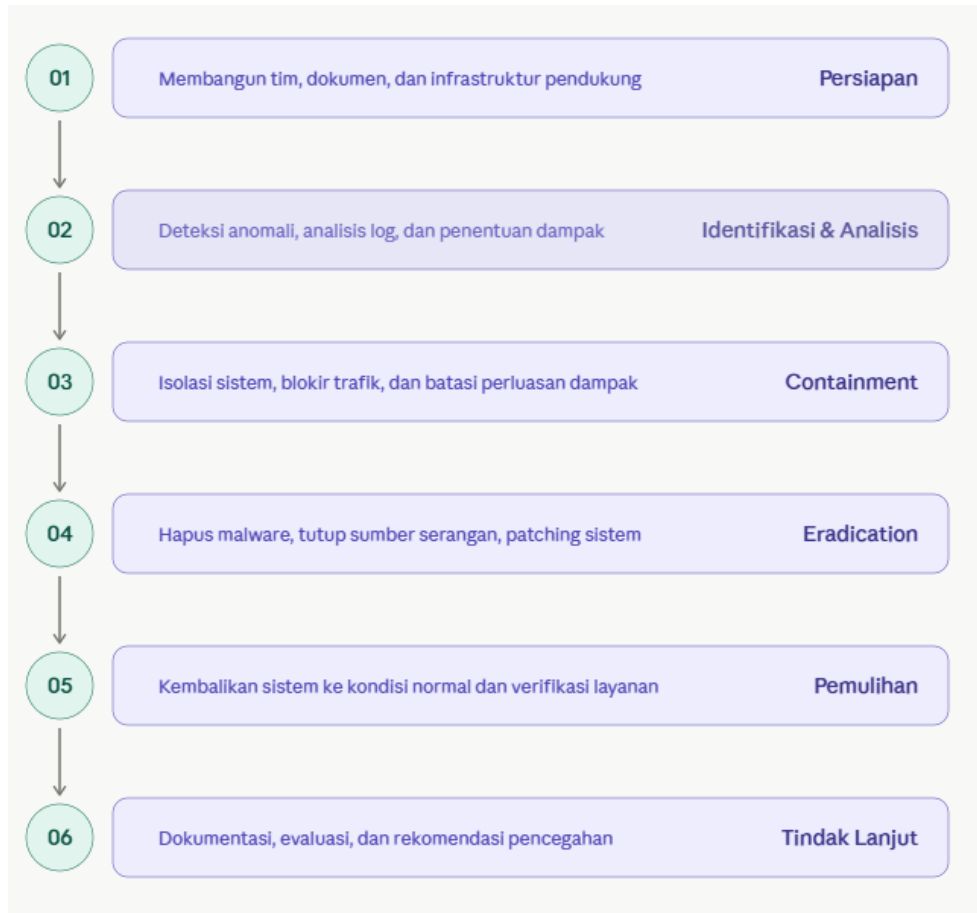 01
Membangun tim, dokumen, dan infrastruktur pendukung
Persiapan
02
Deteksi anomali, analisis log, dan penentuan dampak
Identifikasi & Analisis
03
Isolasi sistem, blokir trafik, dan batasi perluasan dampak
Containment
04
Hapus malware, tutup sumber serangan, patching sistem
Eradication
05
Kembalikan sistem ke kondisi normal dan verifikasi layanan
Pemulihan
06
Dokumentasi, evaluasi, dan rekomendasi pencegahan
Tindak Lanjut